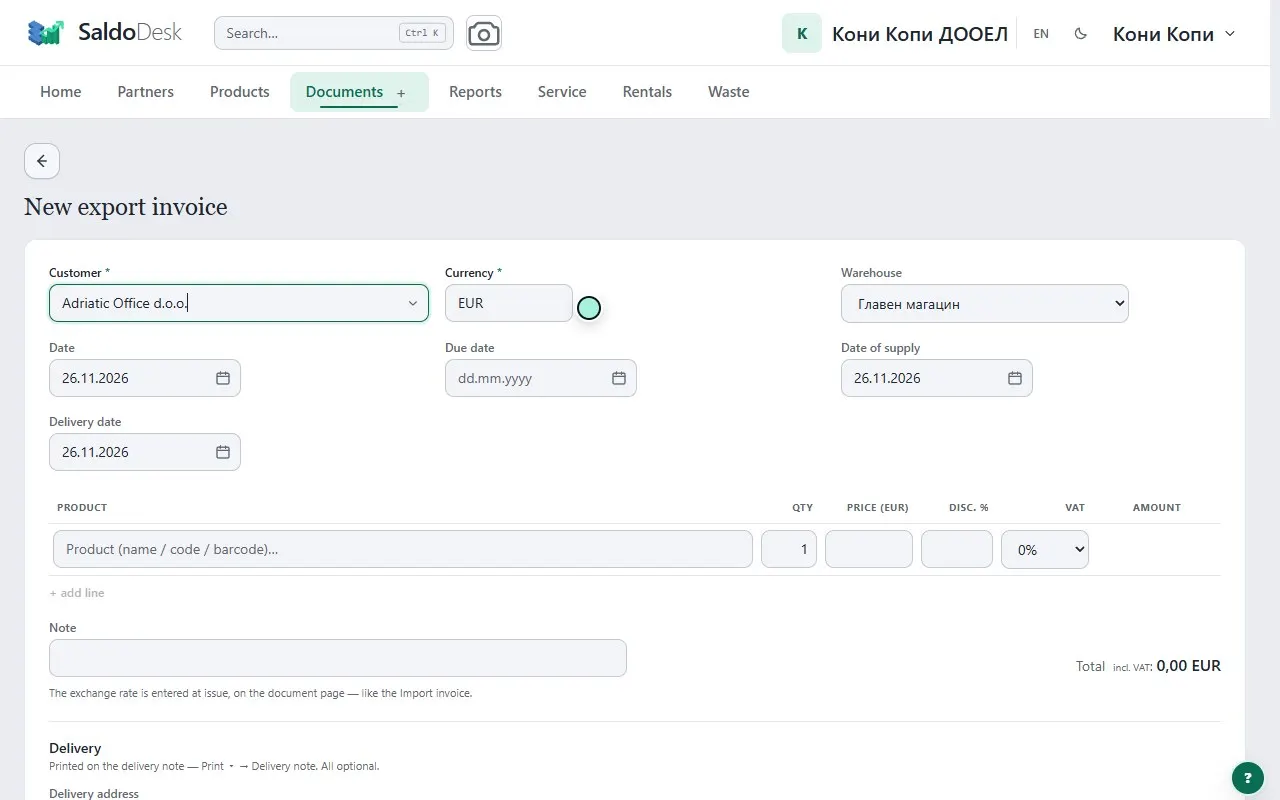 SaldoDesk Search... Ctrl K K Кони Копи ДООЕЛ EN Кони Копи
Home Partners Products Documents + Reports Service Rentals Waste
New export invoice
Customer * Currency * Warehouse
Adriatic Office d.o.o. EUR Главен магацин
Date Due date Date of supply
26.11.2026 dd.mm.yyyy 26.11.2026
Delivery date
26.11.2026
PRODUCT QTY PRICE (EUR) DISC. % VAT AMOUNT
Product (name / code / barcode)... 1 0%
+ add line
Note
Total incl. VAT: 0,00 EUR
The exchange rate is entered at issue, on the document page — like the Import invoice.
Delivery
Printed on the delivery note — Print ▾ → Delivery note. All optional.
Delivery address
?